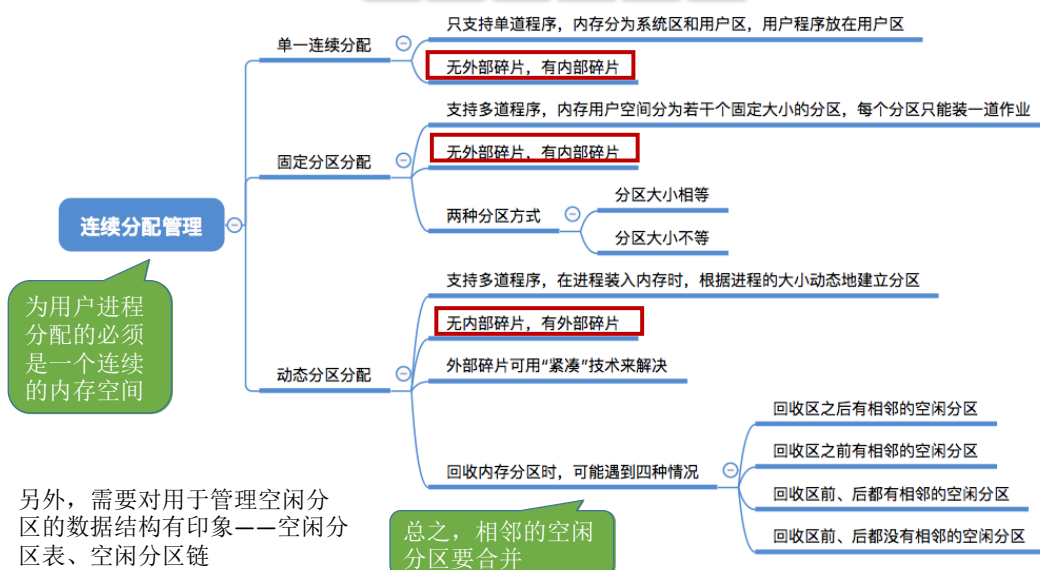 只支持单道程序，内存分为系统区和用户区，用户程序放在用户区
单一连续分配
无外部碎片，有内部碎片
支持多道程序，内存用户空间分为若干个固定大小的分区，每个分区只能装一道作业
无外部碎片，有内部碎片
固定分区分配
分区大小相等
两种分区方式
分区大小不等
连续分配管理
为用户进程
分配的必须
是一个连续
的内存空间
支持多道程序，在进程装入内存时，根据进程的大小动态地建立分区
无内部碎片，有外部碎片
动态分区分配
外部碎片可用“紧凑”技术来解决
回收区之后有相邻的空闲分区
回收区之前有相邻的空闲分区
回收内存分区时，可能遇到四种情况
回收区前、后都有相邻的空闲分区
回收区前、后都没有相邻的空闲分区
另外，需要对用于管理空闲分
区的数据结构有印象——空闲分
区表、空闲分区链
总之，相邻的空闲
分区要合并